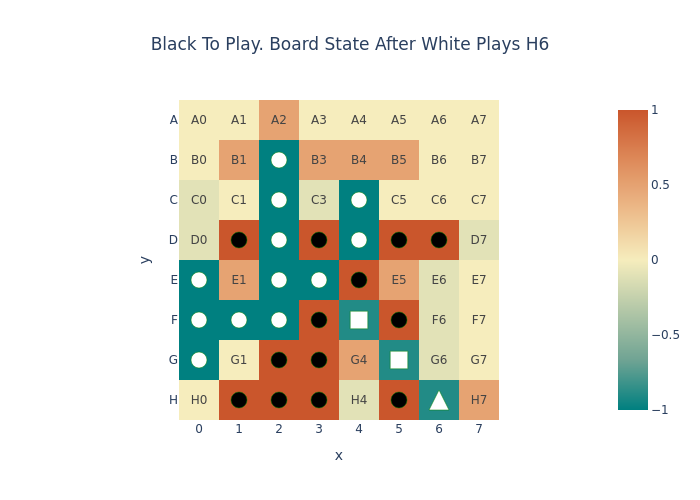 Black To Play. Board State After White Plays H6
A A0 A1 A2 A3 A4 A5 A6 A7
B B0 B1 B3 B4 B5 B6 B7
C C0 C1 C3 C5 C6 C7
D D0 D7
E E1 E5 E6 E7
F F6 F7
G G1 G4 G6 G7
H H0 H4 H7
0 1 2 3 4 5 6 7
x
y
1
0.5
0
−0.5
−1